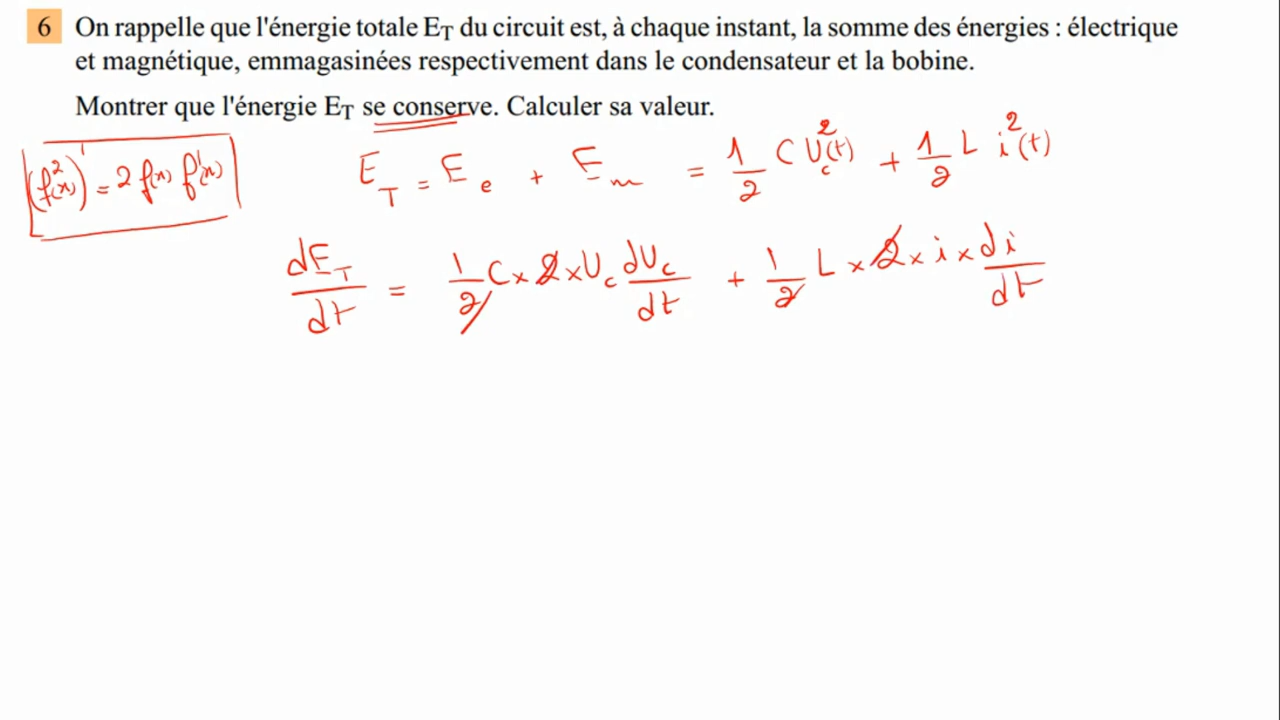 6 On rappelle que l'énergie totale E_T du circuit est, à chaque instant, la somme des énergies : électrique
et magnétique, emmagasinées respectivement dans le condensateur et la bobine.
Montrer que l'énergie E_T se conserve. Calculer sa valeur.
(f²(x))' = 2 f(x) f'(x)
E_T = E_e + E_m = 1/2 C U_c²(t) + 1/2 L i²(t)
dE_T/dt = 1/2 C × 2 × U_c dU_c/dt + 1/2 L × 2 × i × di/dt